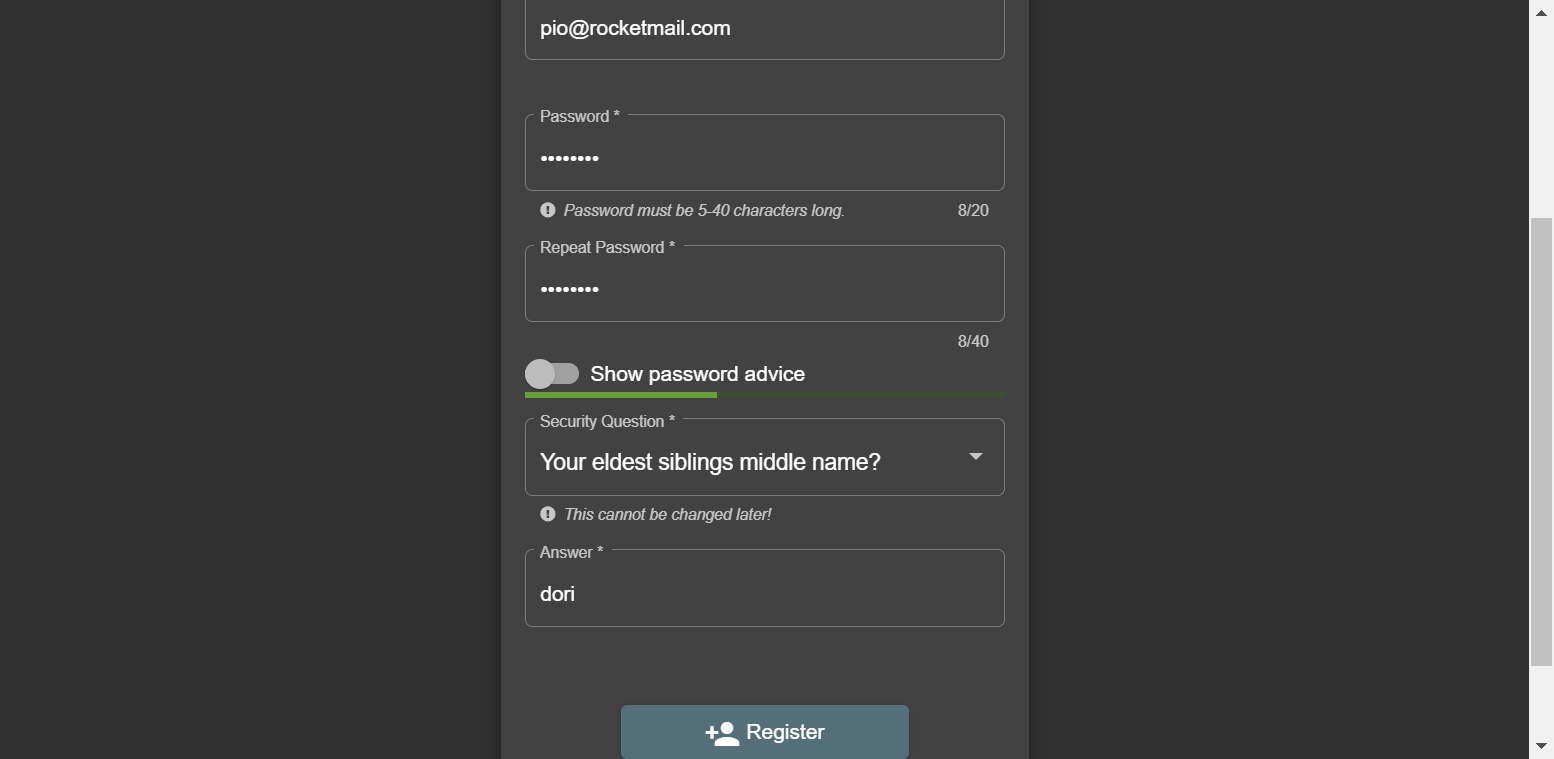 pio@rocketmail.com
Password *
••••••••
Password must be 5-40 characters long.
8/20
Repeat Password *
••••••••
8/40
Show password advice
Security Question *
Your eldest siblings middle name?
This cannot be changed later!
Answer *
dori
Register